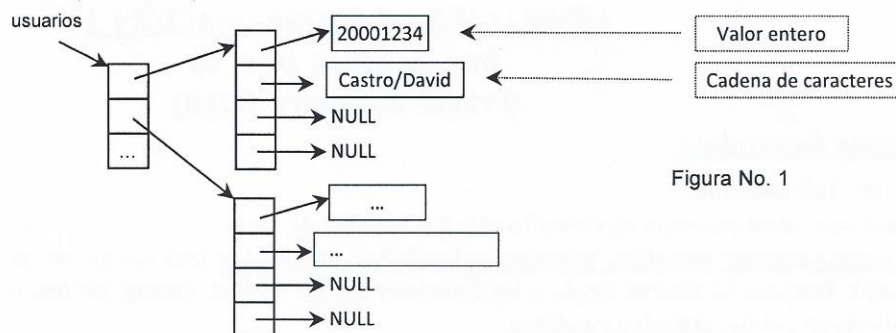 usuarios
20001234
Valor entero
Castro/David
Cadena de caracteres
NULL
...
NULL
Figura No. 1
...
...
NULL
NULL